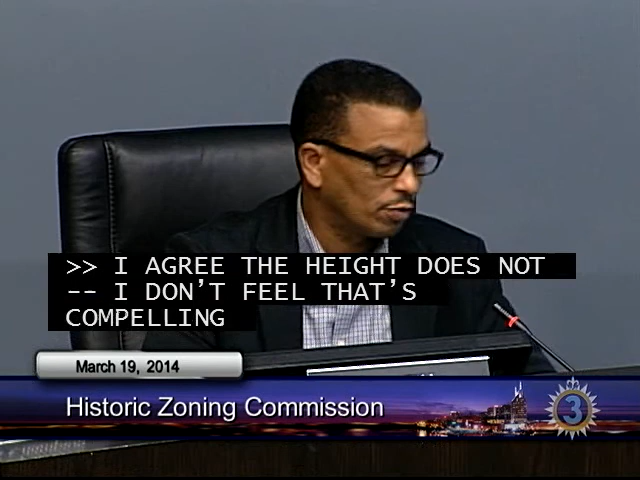 >> I AGREE THE HEIGHT DOES NOT
-- I DON'T FEEL THAT'S
COMPELLING
March 19, 2014
Historic Zoning Commission
3